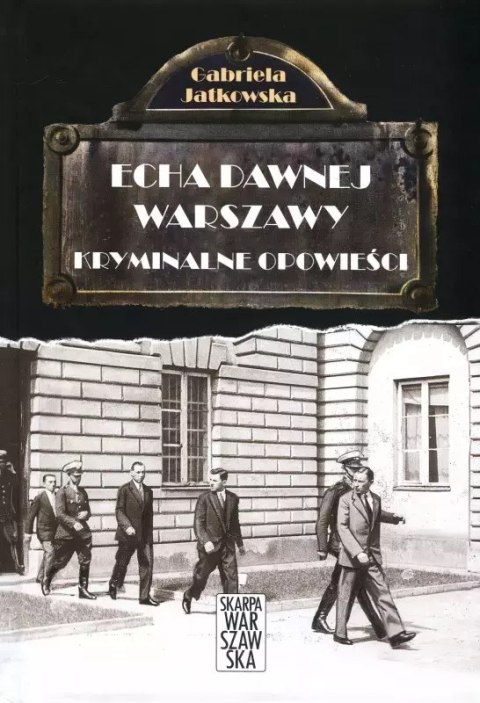 Gabriela
Jatkowska
ECHA DAWNEJ
WARSZAWY
KRYMINALNE OPOWIEŚCI
SKARPA
WAR
SZAW
SKA